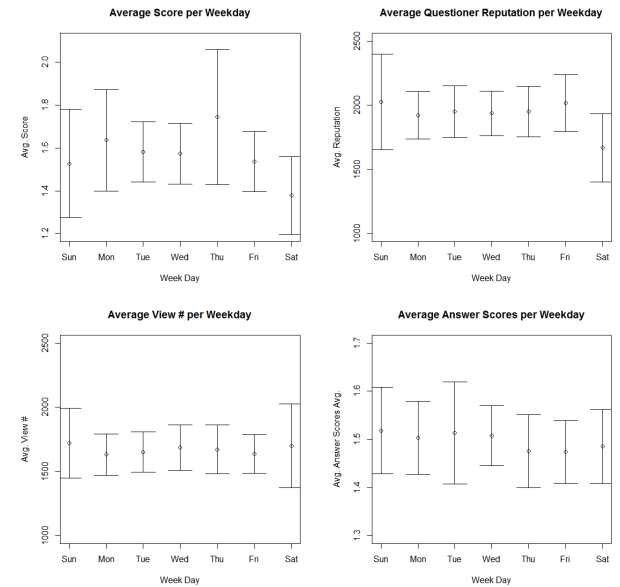 Average Score per Weekday
Avg. Score
2.0
1.8
1.6
1.4
1.2
Sun Mon Tue Wed Thu Fri Sat
Week Day
Average Questioner Reputation per Weekday
Avg. Reputation
2500
2000
1500
1000
Sun Mon Tue Wed Thu Fri Sat
Week Day
Average View # per Weekday
Avg. View #
2500
2000
1500
1000
Sun Mon Tue Wed Thu Fri Sat
Week Day
Average Answer Scores per Weekday
Avg. Answer Scores Avg.
1.7
1.6
1.5
1.4
1.3
Sun Mon Tue Wed Thu Fri Sat
Week Day